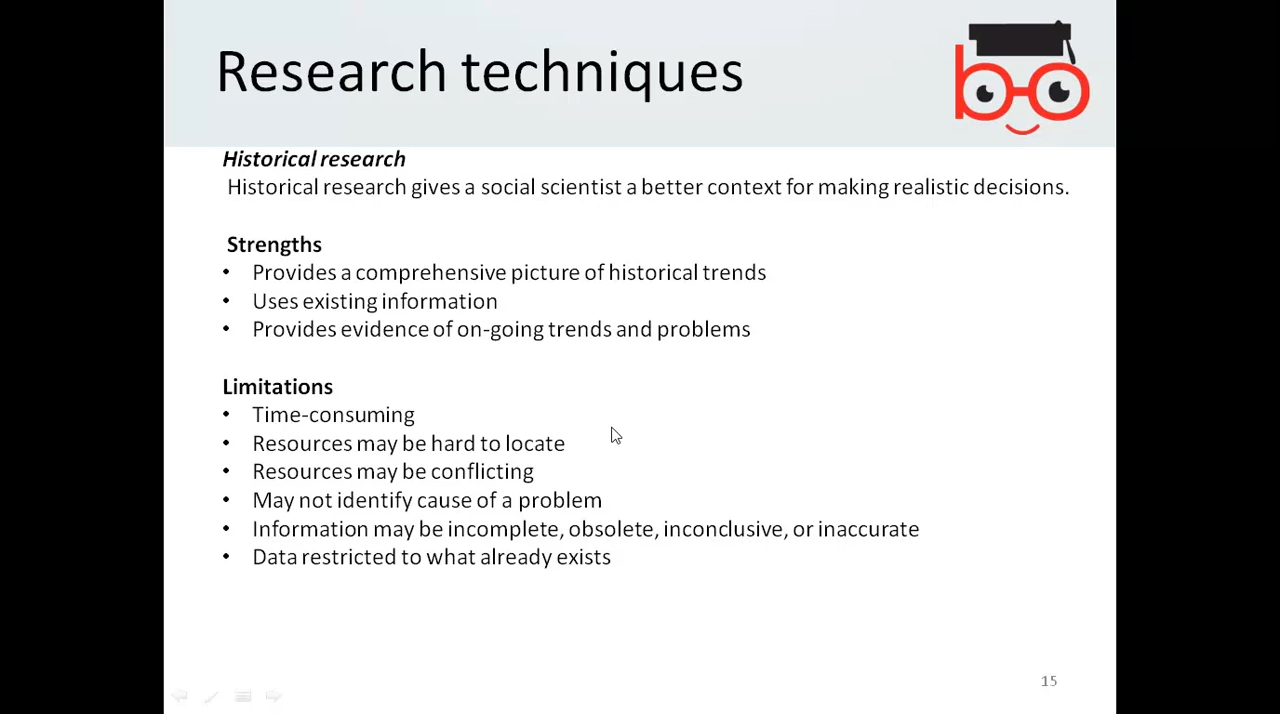 Research techniques
bo
Historical research
Historical research gives a social scientist a better context for making realistic decisions.
Strengths
• Provides a comprehensive picture of historical trends
• Uses existing information
• Provides evidence of on-going trends and problems
Limitations
• Time-consuming
• Resources may be hard to locate
• Resources may be conflicting
• May not identify cause of a problem
• Information may be incomplete, obsolete, inconclusive, or inaccurate
• Data restricted to what already exists
15